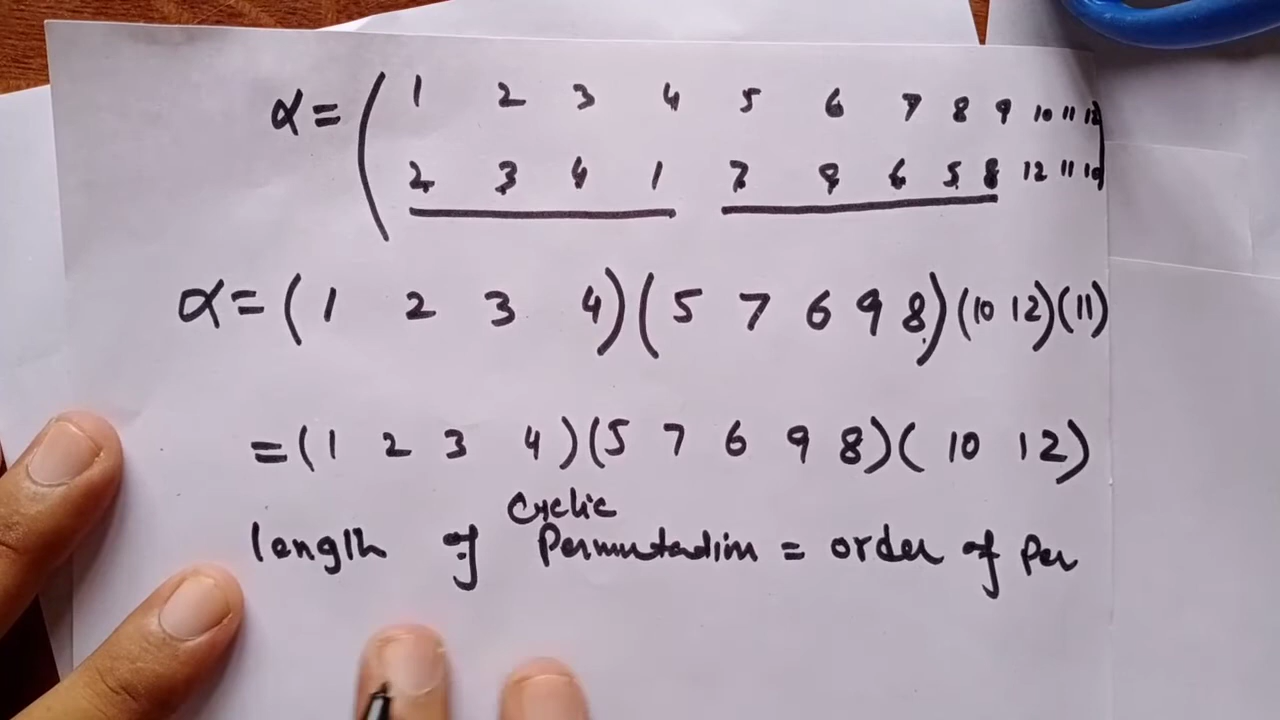 α = ( 1 2 3 4 5 6 7 8 9 10 11 12 )
2 3 4 1 7 9 6 5 8 12 11 10
α = (1 2 3 4)(5 7 6 9 8)(10 12)(11)
= (1 2 3 4)(5 7 6 9 8)(10 12)
Cyclic
length of Permutation = order of Per